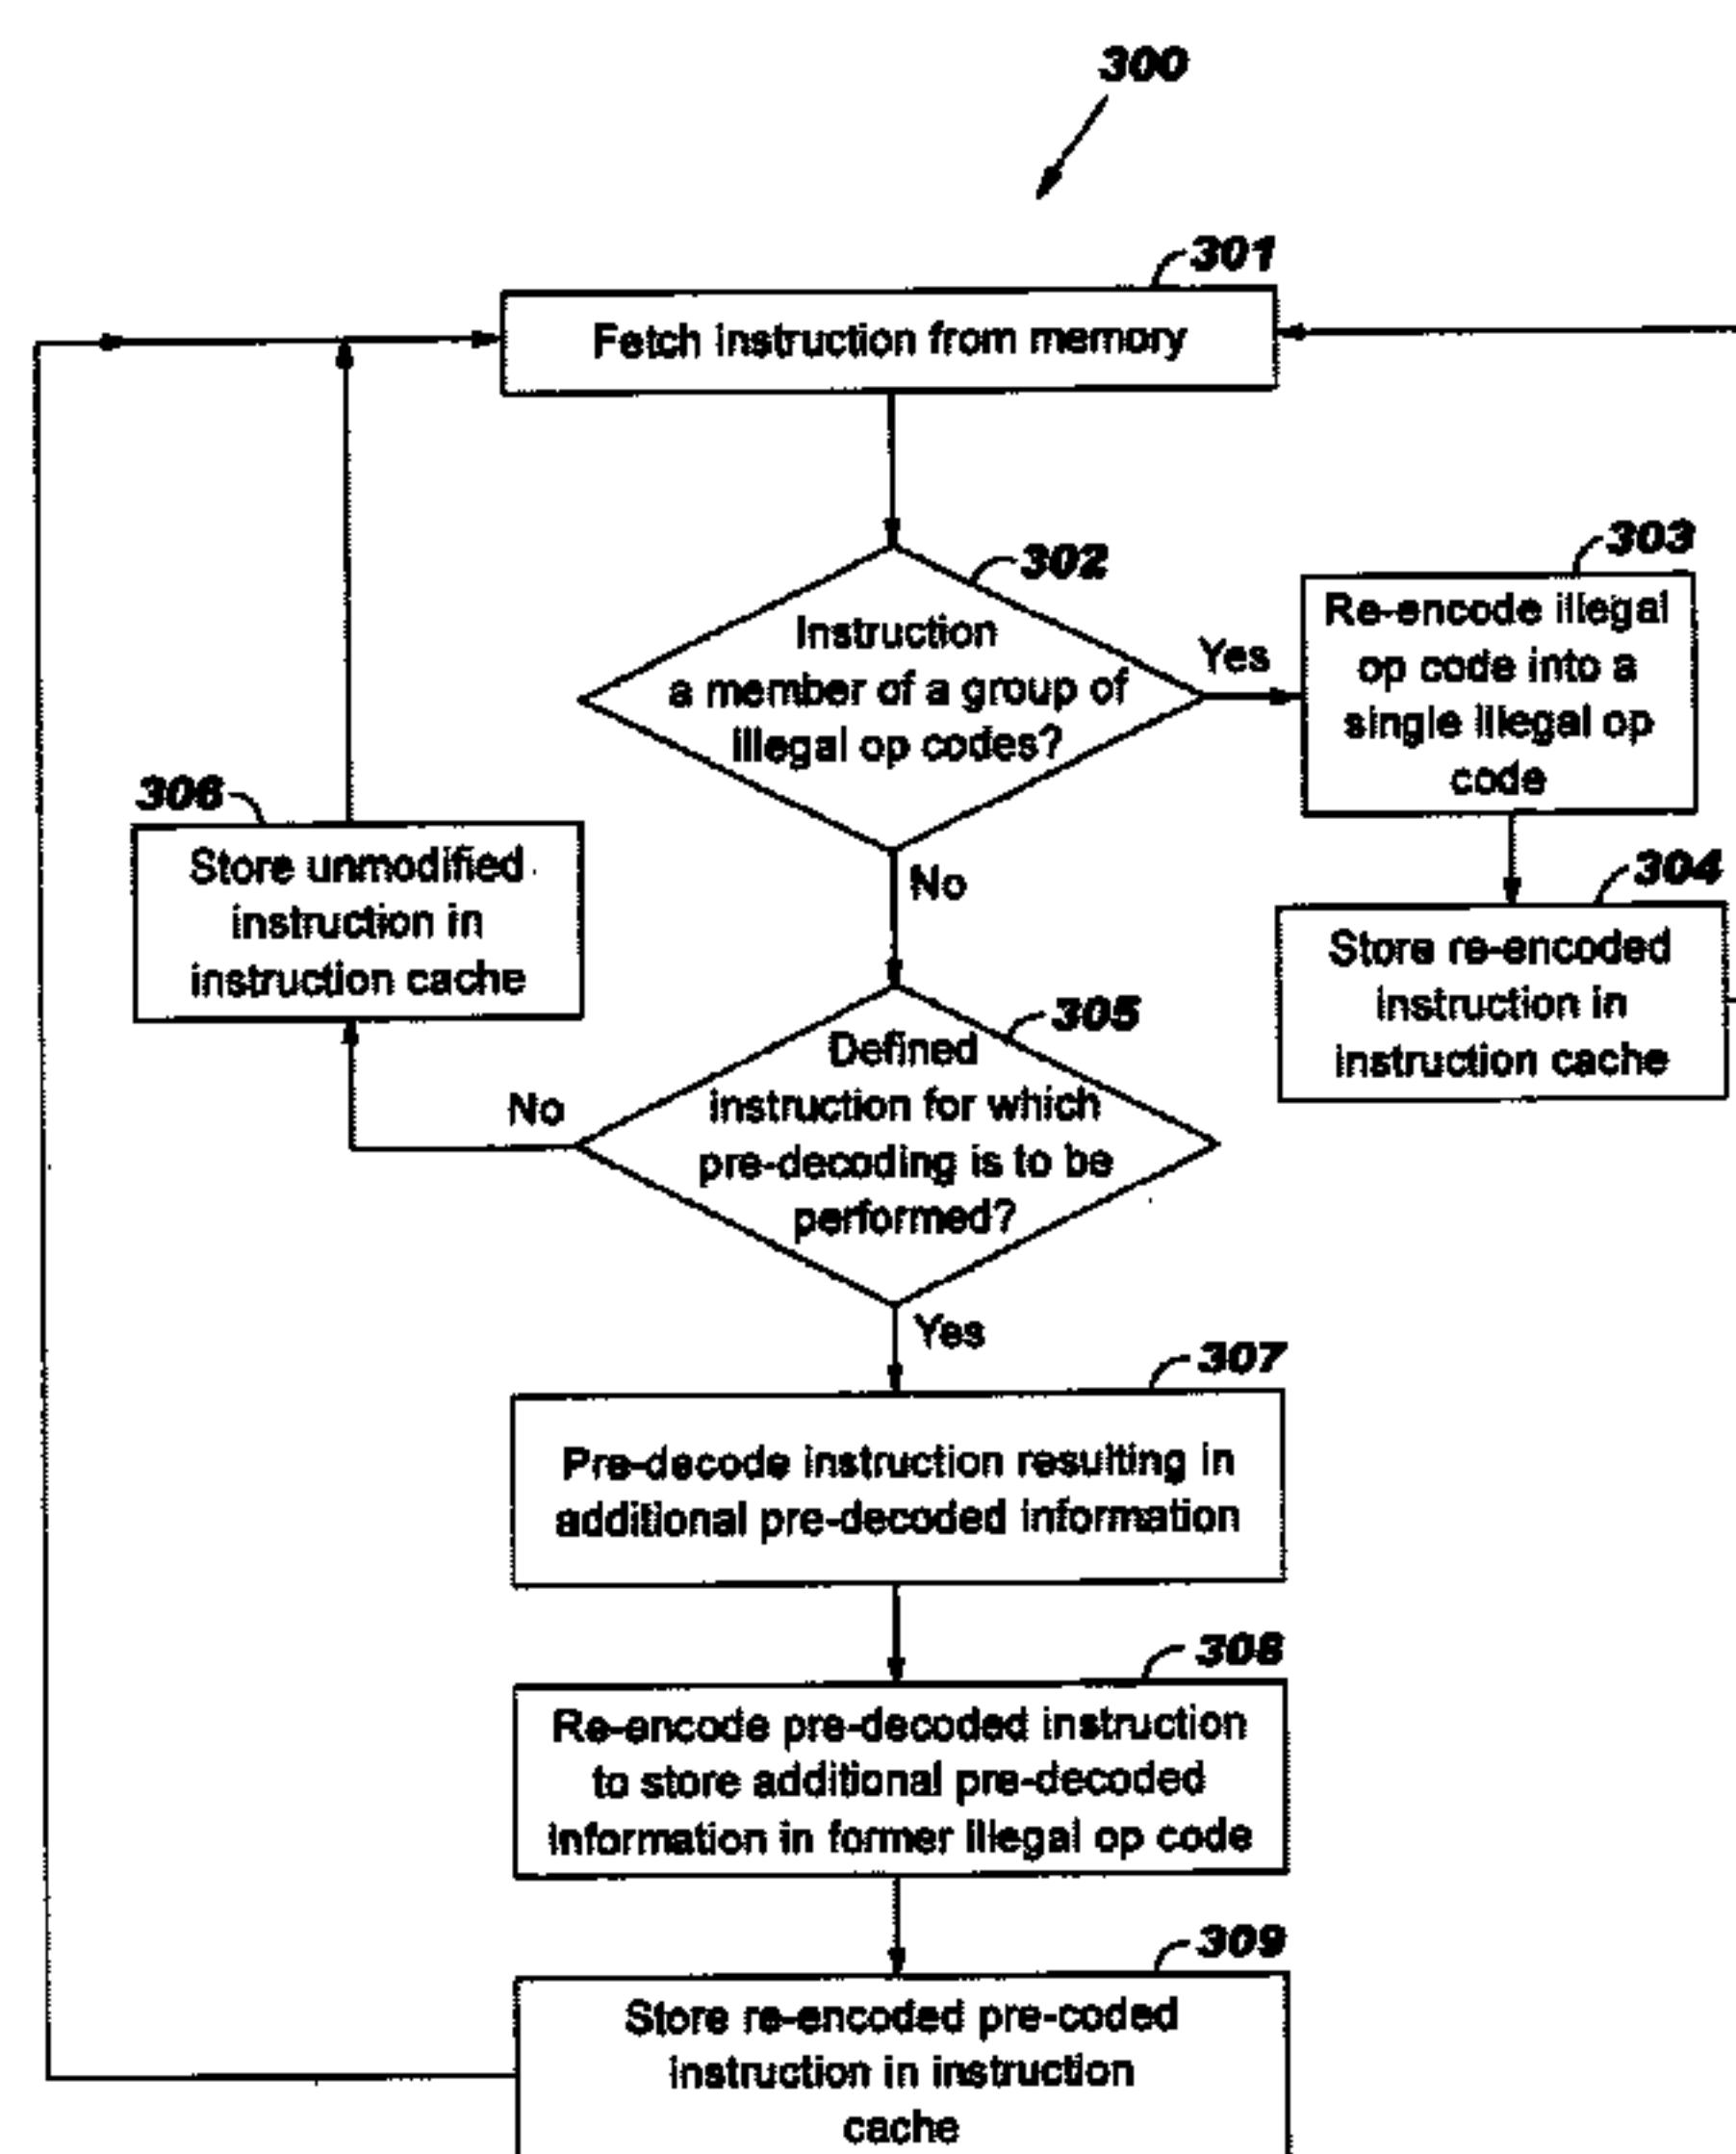 300
301
Fetch instruction from memory
302
Instruction
a member of a group of
illegal op codes?
Yes
303
Re-encode illegal
op code into a
single illegal op
code
No
304
Store re-encoded
instruction in
instruction cache
306
Store unmodified
instruction in
instruction cache
305
Defined
instruction for which
pre-decoding is to be
performed?
No
Yes
307
Pre-decode instruction resulting in
additional pre-decoded information
308
Re-encode pre-decoded instruction
to store additional pre-decoded
information in former illegal op code
309
Store re-encoded pre-coded
instruction in instruction
cache